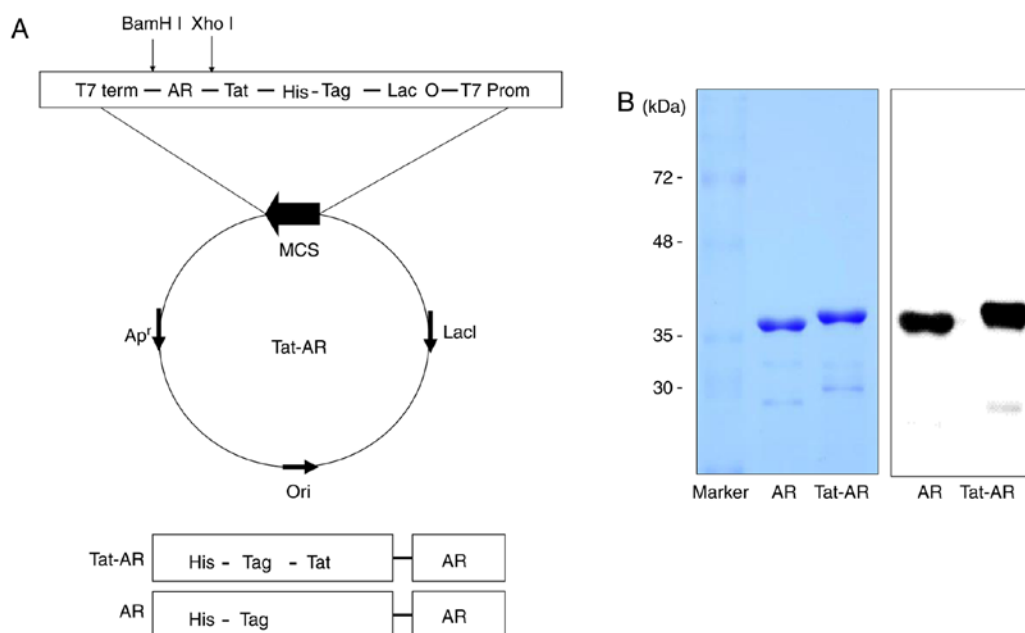 A
BamH I Xho I
T7 term – AR – Tat – His - Tag – Lac O – T7 Prom
MCS
Apr
LacI
Tat-AR
Ori
Tat-AR His - Tag - Tat AR
AR His - Tag AR
B (kDa)
72 -
48 -
35 -
30 -
Marker AR Tat-AR AR Tat-AR